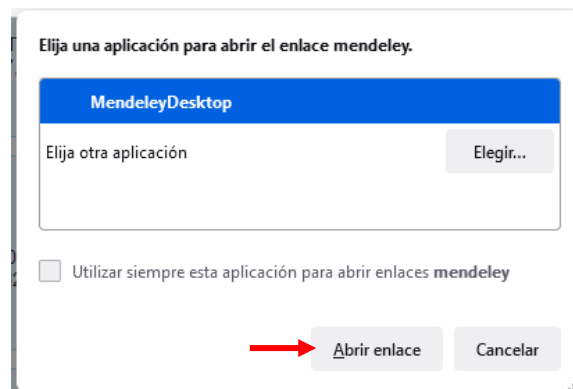 Elija una aplicación para abrir el enlace mendeley.
MendeleyDesktop
Elija otra aplicación
Elegir...
Utilizar siempre esta aplicación para abrir enlaces mendeley
Abrir enlace
Cancelar